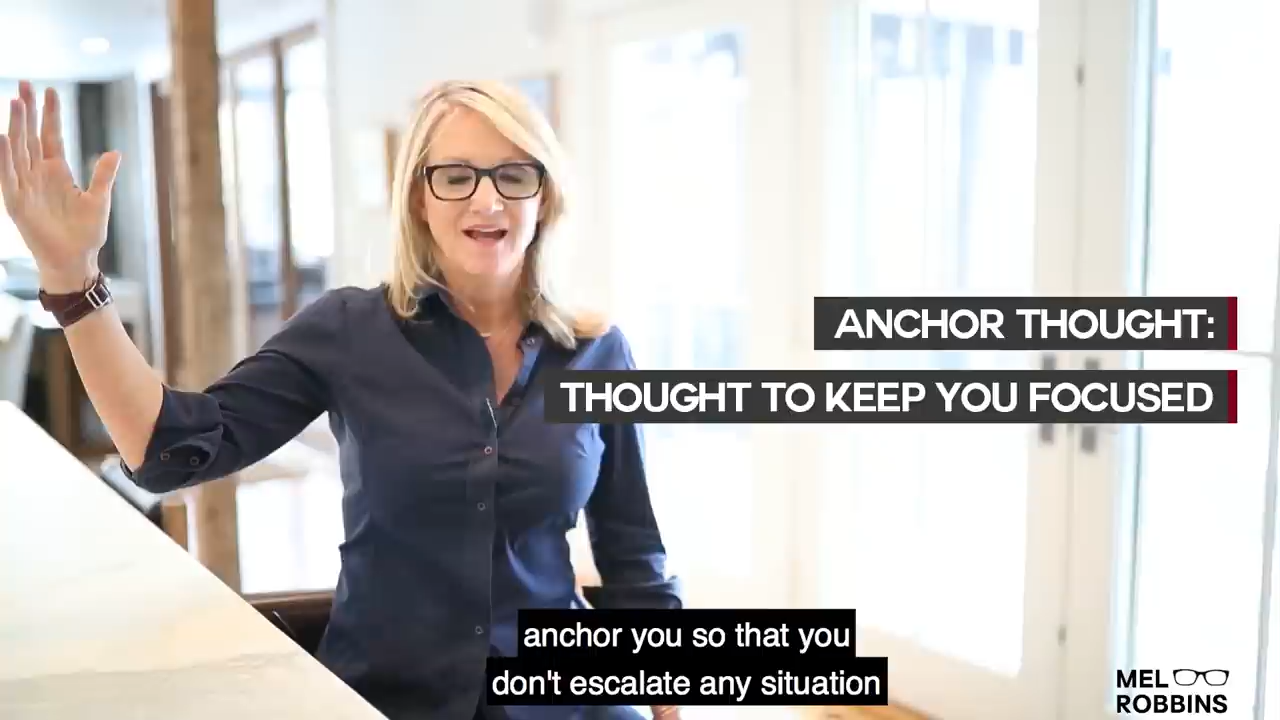 ANCHOR THOUGHT:
THOUGHT TO KEEP YOU FOCUSED
anchor you so that you
don't escalate any situation
MEL
ROBBINS